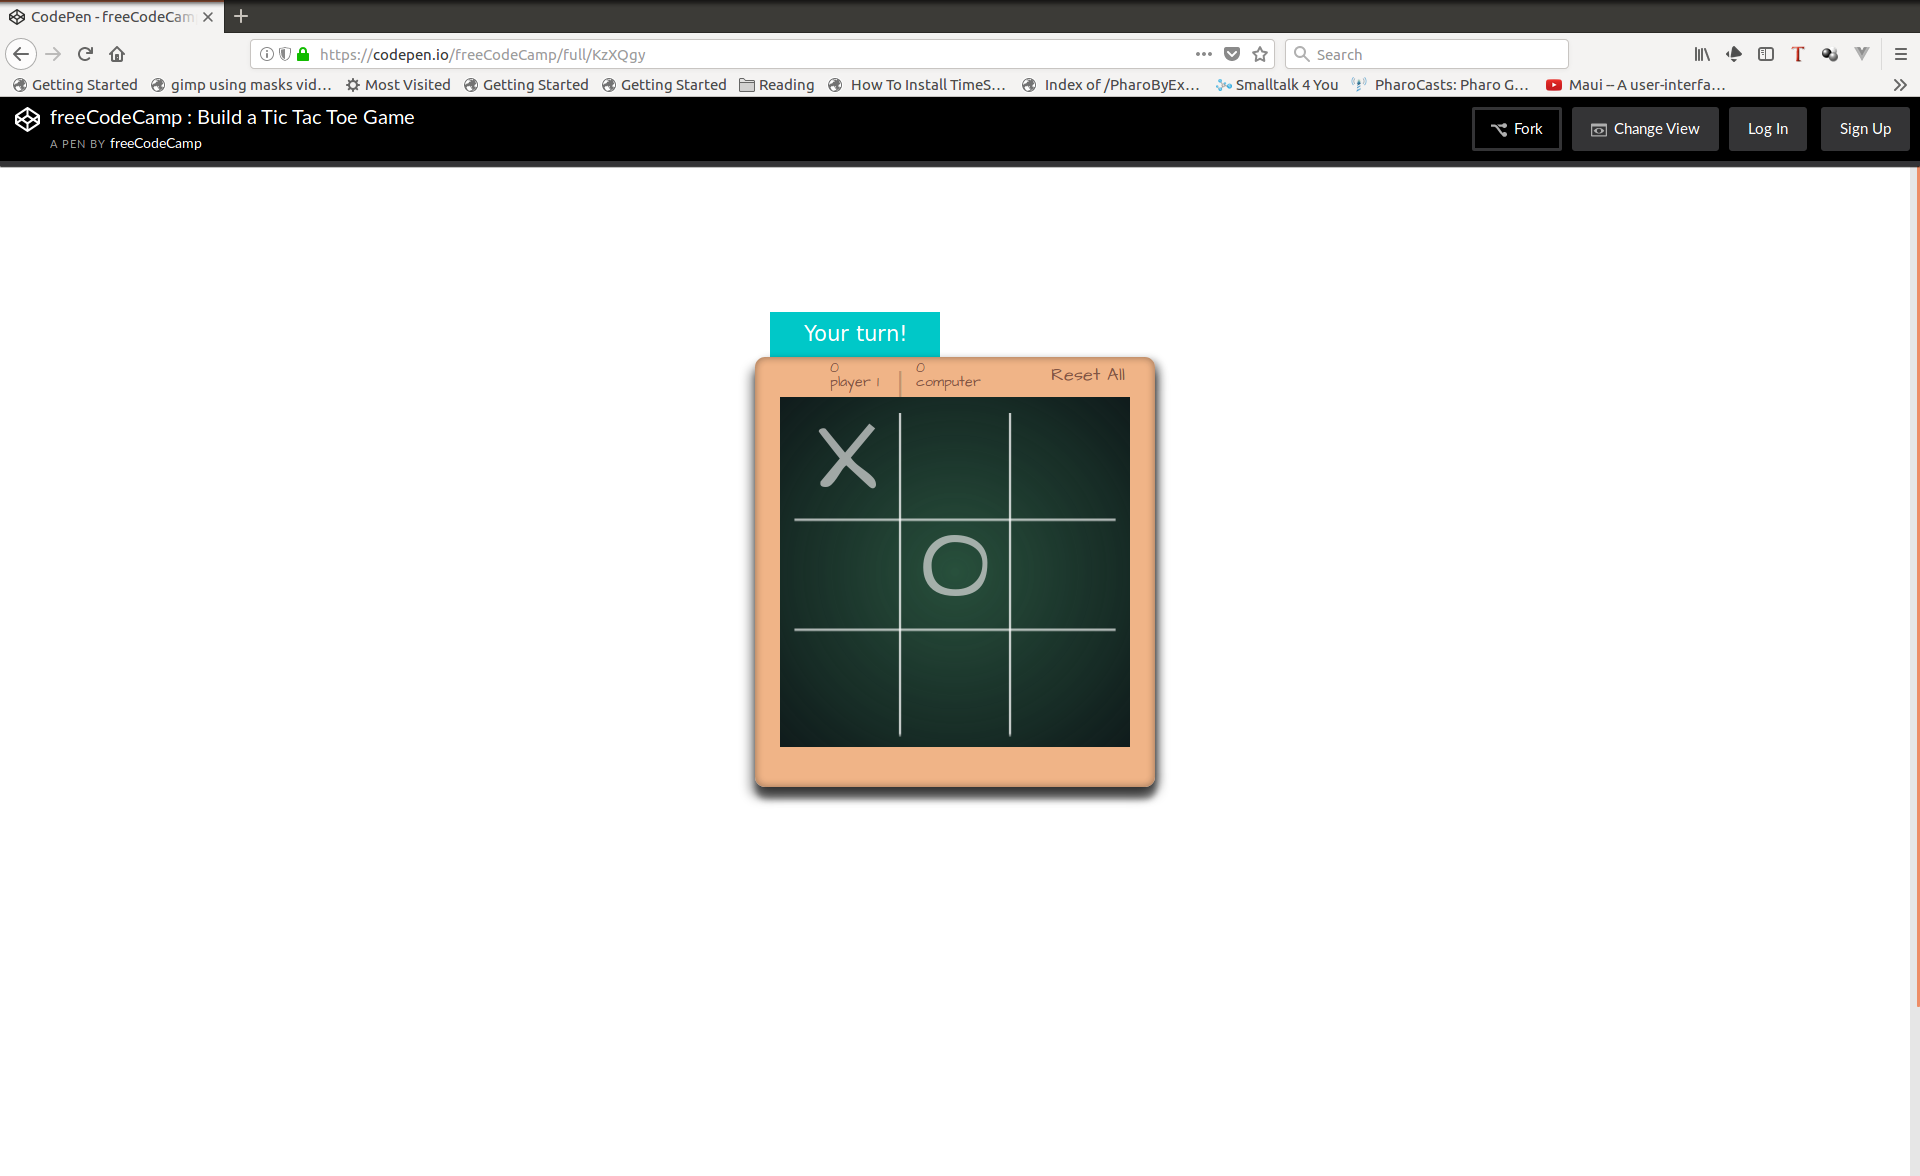 CodePen - freeCodeCam
https://codepen.io/freeCodeCamp/full/KzXQgy
Search
Getting Started
gimp using masks vid...
Most Visited
Getting Started
Getting Started
Reading
How To Install TimeS...
Index of /PharoByEx...
Smalltalk 4 You
PharoCasts: Pharo G...
Maui – A user-interfa...
freeCodeCamp : Build a Tic Tac Toe Game
A PEN BY freeCodeCamp
Fork
Change View
Log In
Sign Up
Your turn!
0
player 1
0
computer
Reset All
X
O